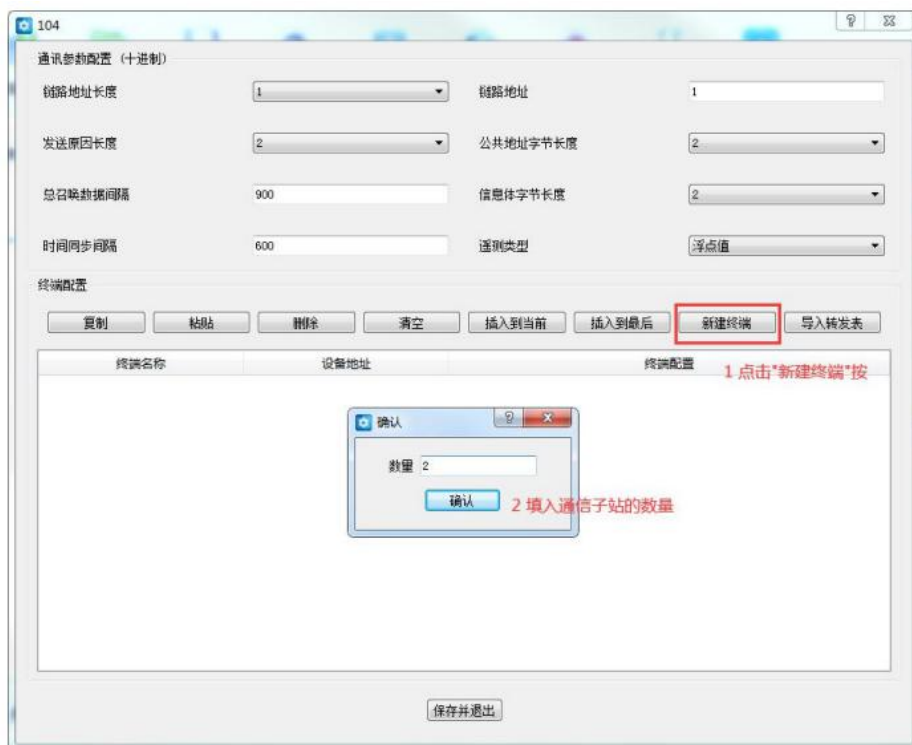 104
通讯参数配置 (十进制)
链路地址长度 1 链路地址 1
发送原因长度 2 公共地址字节长度 2
总召唤数据间隔 900 信息体字节长度 2
时间同步间隔 600 遥测类型 浮点值
终端配置
复制 粘贴 删除 清空 插入到当前 插入到最后 新建终端 导入转发表
终端名称 设备地址 终端配置
1 点击"新建终端"按
确认
数量 2
确认
2 填入通信子站的数量
保存并退出